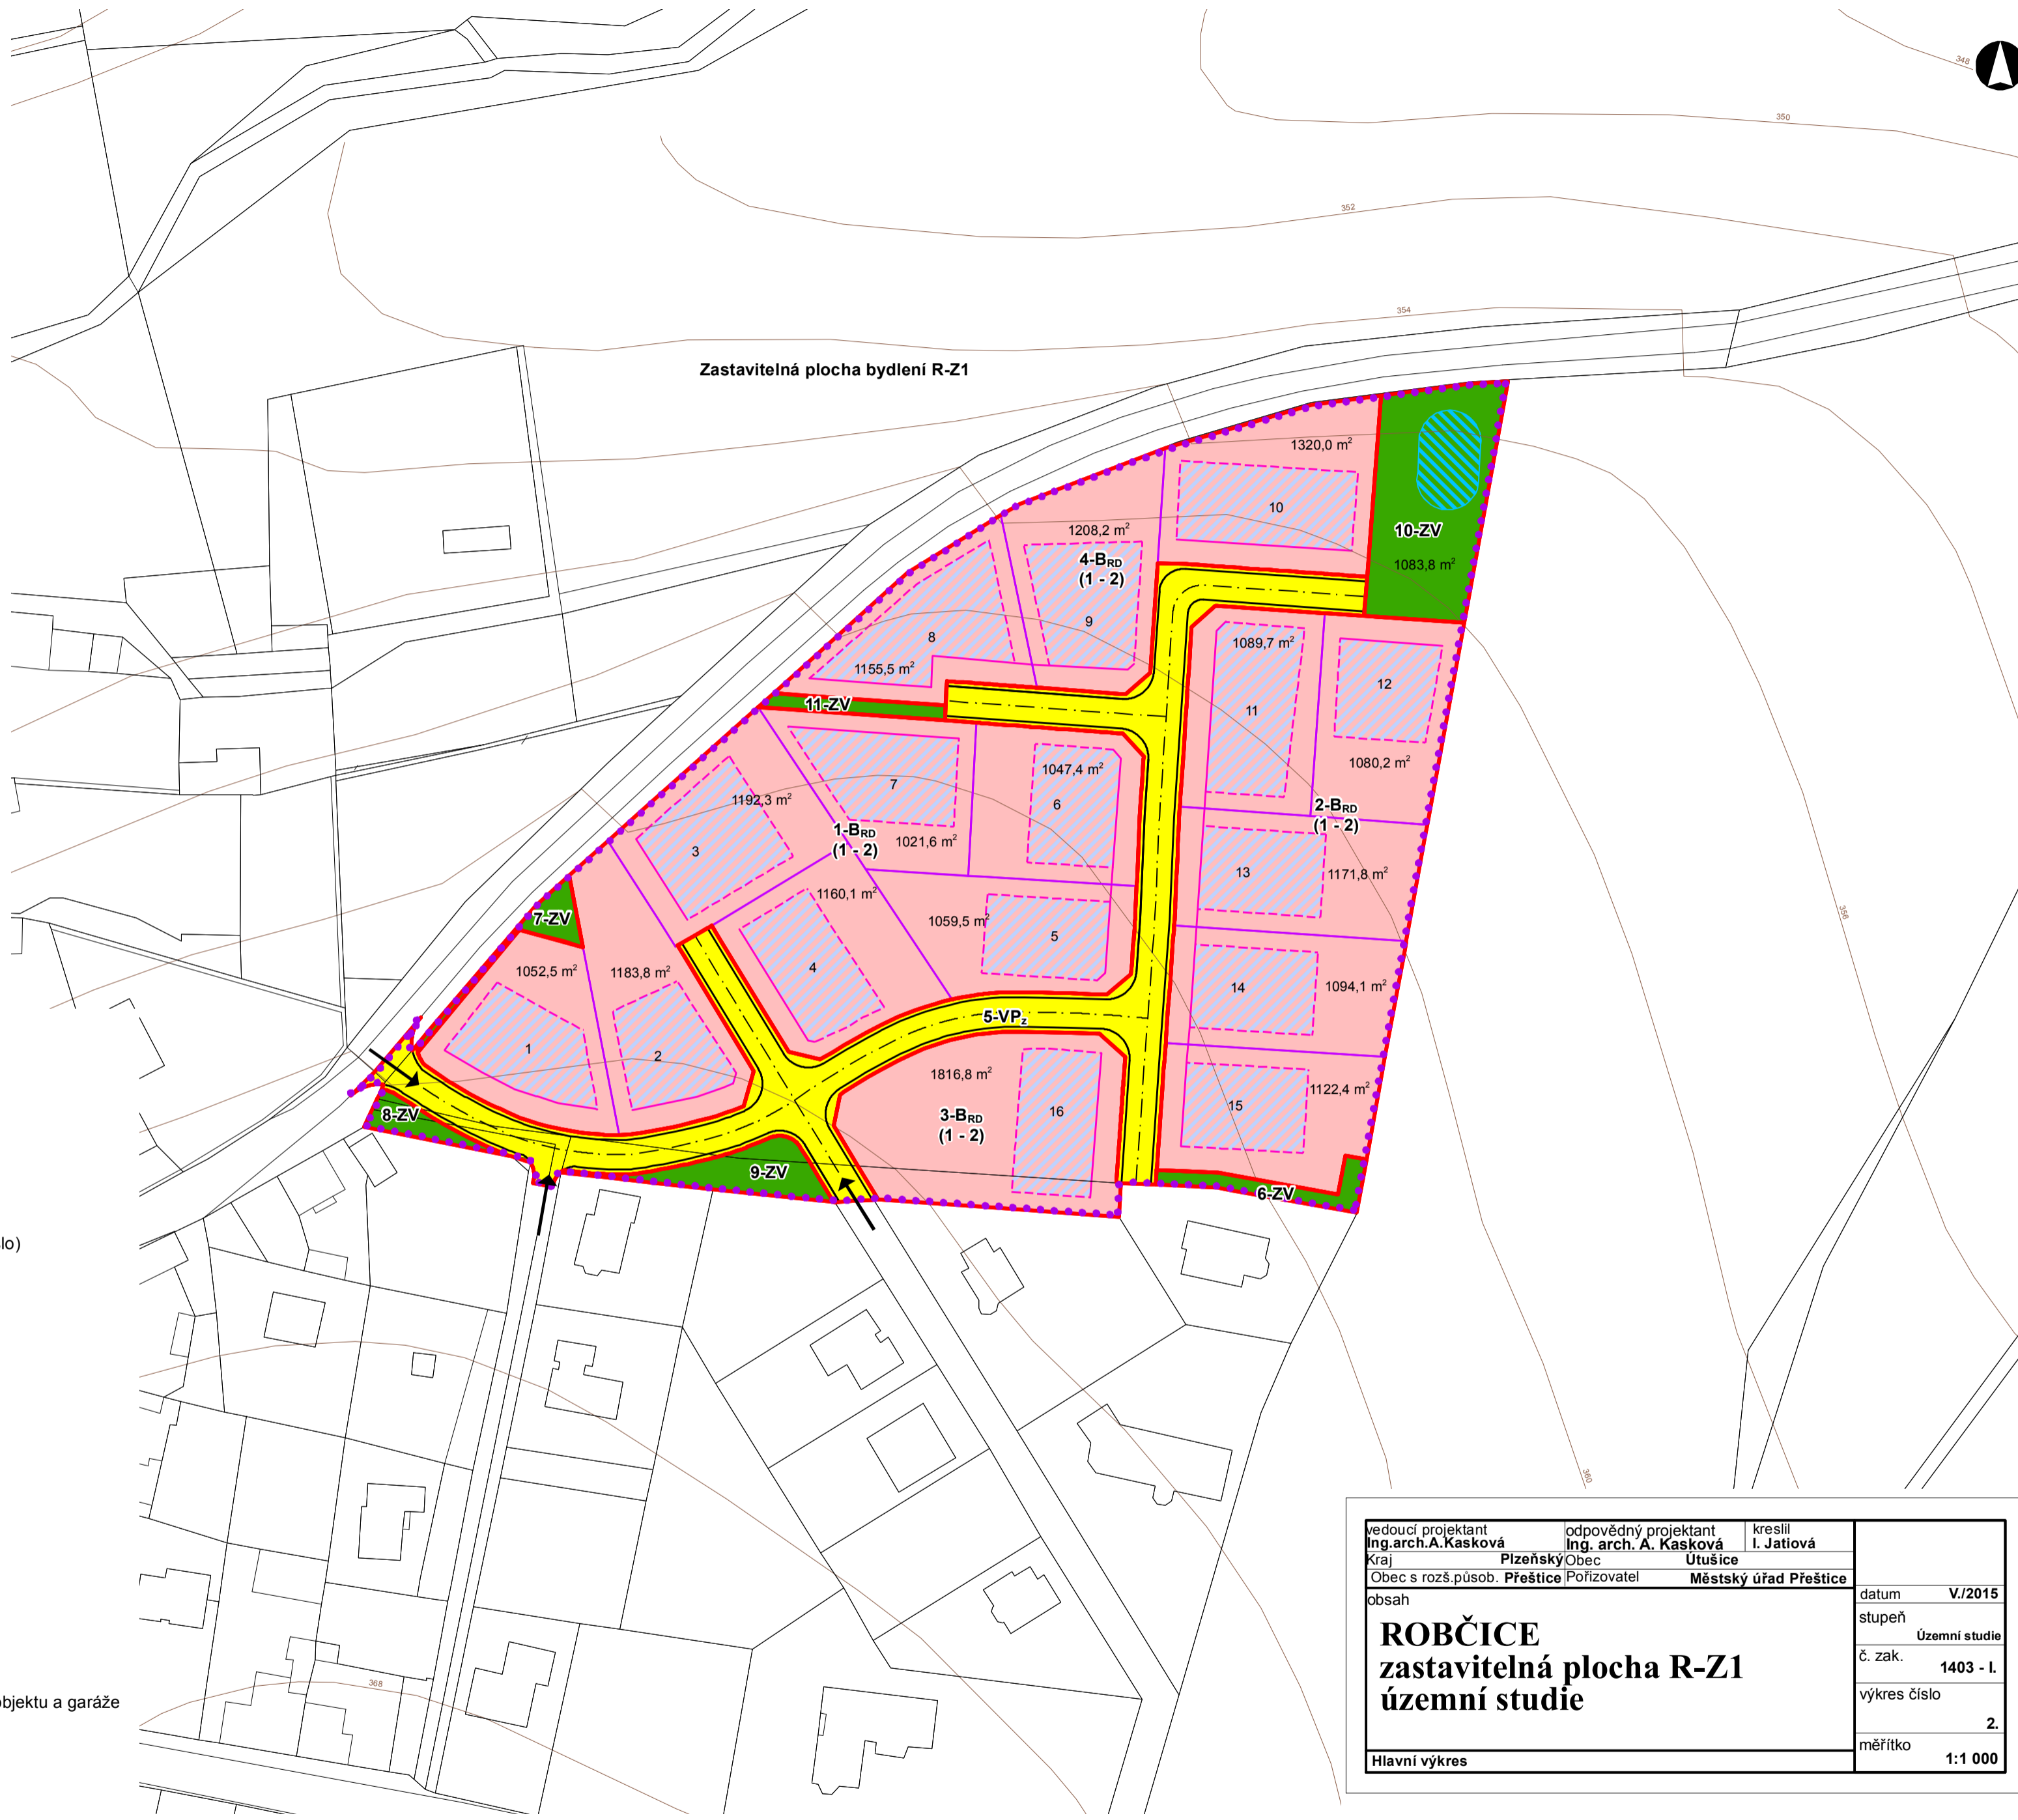 348
350
352
354
Zastavitelná plocha bydlení R-Z1
1320,0 m²
10
10-ZV
1083,8 m²
1208,2 m²
4-BRD
(1 - 2)
9
8
1155,5 m²
11-ZV
1089,7 m²
11
12
1080,2 m²
7
1047,4 m²
6
1192,3 m²
3
1-BRD
(1 - 2)
1021,6 m²
2-BRD
(1 - 2)
13
1171,8 m²
1160,1 m²
1059,5 m²
5
4
7-ZV
1052,5 m²
1183,8 m²
356
14
1094,1 m²
5-VPz
1
2
1816,8 m²
3-BRD
(1 - 2)
16
1122,4 m²
15
8-ZV
9-ZV
6-ZV
lo)
360
368
objektu a garáže
vedoucí projektant
Ing.arch.A.Kasková
odpovědný projektant
Ing. arch. A. Kasková
kreslil
I. Jatiová
Kraj Plzeňský Obec Útušice
Obec s rozš.působ. Přeštice Pořizovatel Městský úřad Přeštice
obsah
ROBČICE
zastavitelná plocha R-Z1
územní studie
Hlavní výkres
datum V./2015
stupeň
Územní studie
č. zak.
1403 - I.
výkres číslo
2.
měřítko
1:1 000